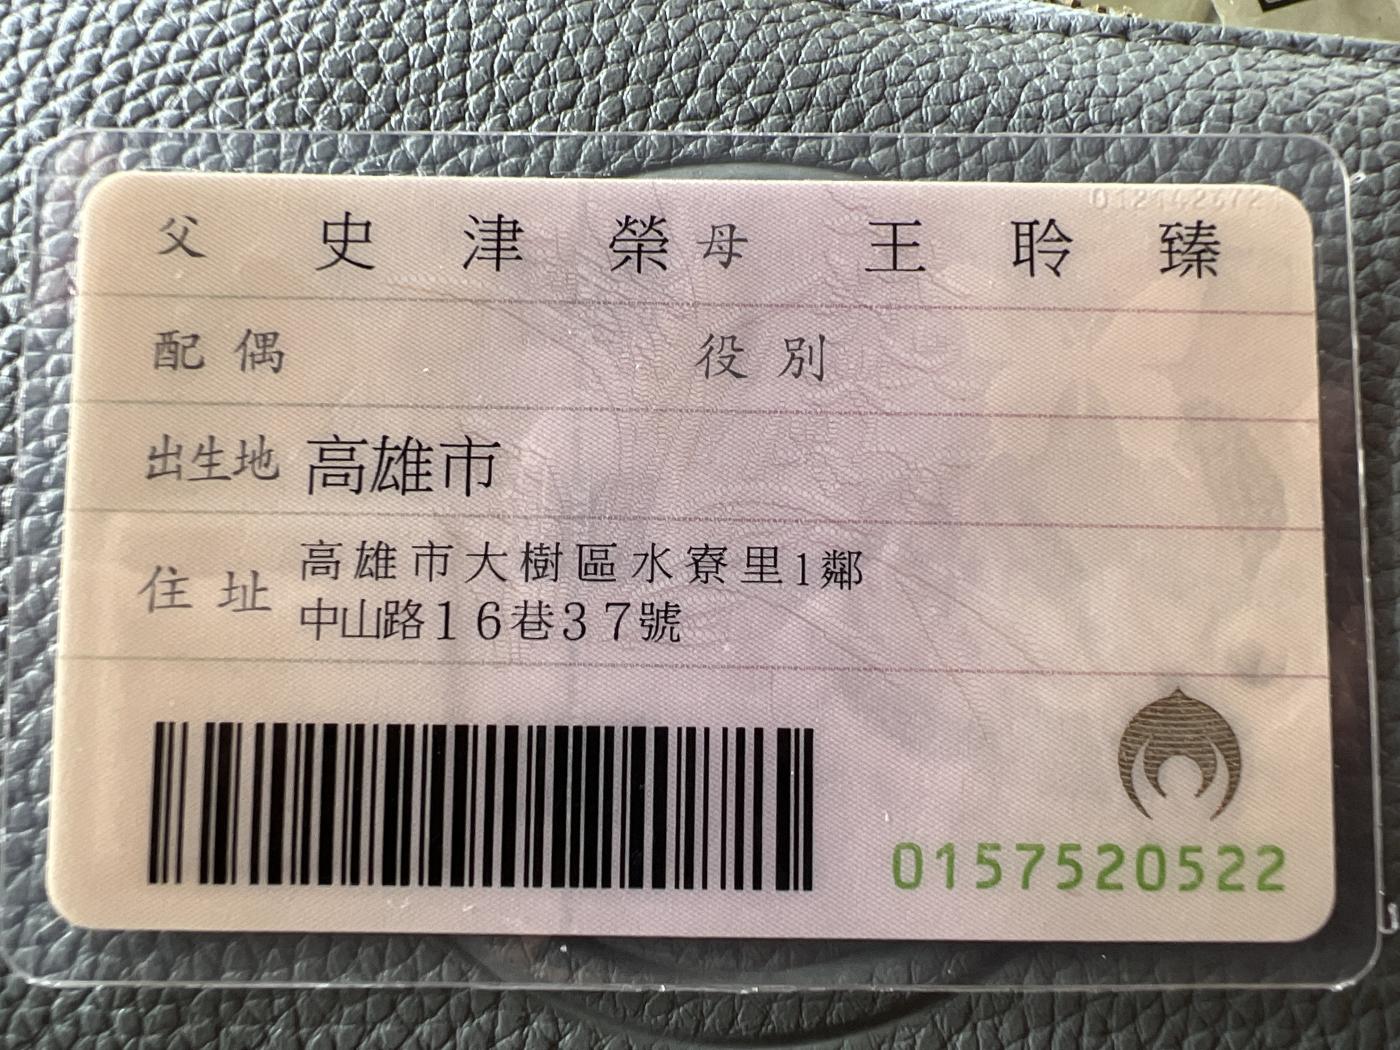 父 史津榮 母 王聆臻
配偶 役別
出生地 高雄市
住址 高雄市大樹區水寮里1鄰
中山路16巷37號
0157520522